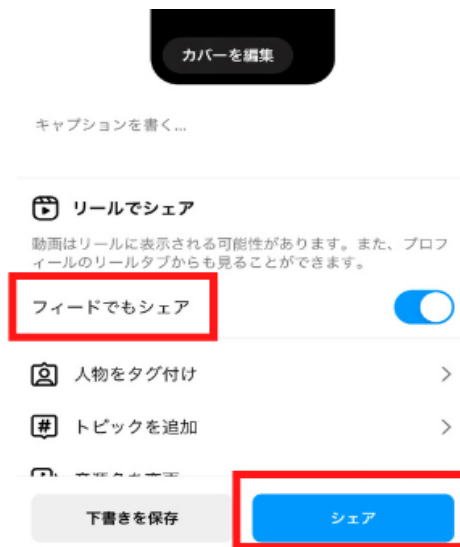 カバーを編集
キャプションを書く...
リールでシェア
動画はリールに表示される可能性があります。また、プロフ
ィールのリールタブからも見ることができます。
フィードでもシェア
人物をタグ付け
トピックを追加
下書きを保存
シェア